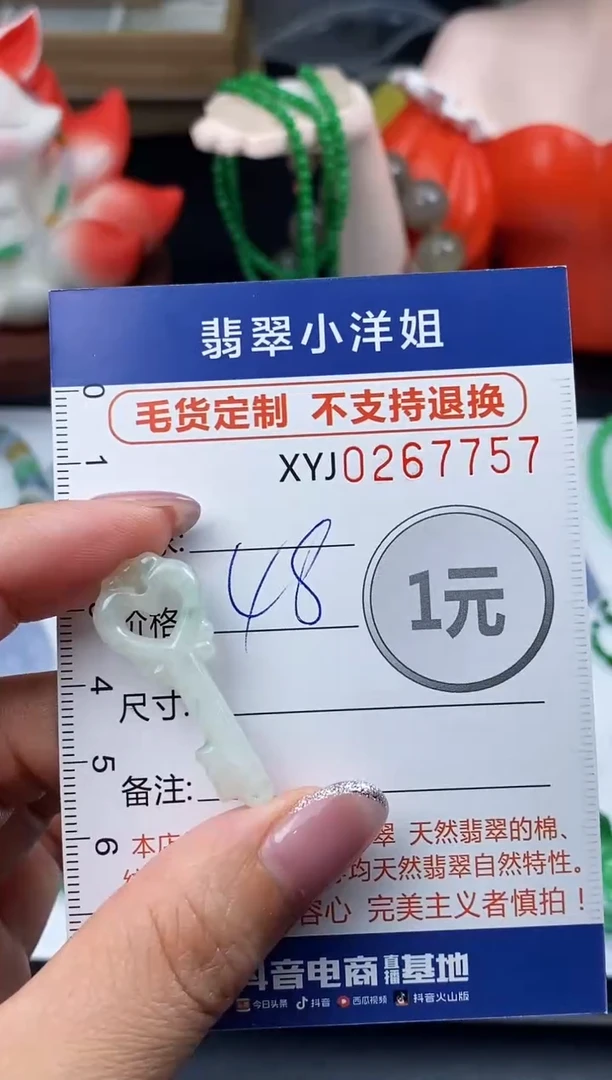 翡翠小洋姐
毛货定制 不支持退换
XYJ0267757
48
价格
1元
尺寸:
备注:
本店 翠 天然翡翠的棉、
均天然翡翠自然特性。
容心 完美主义者慎拍！
抖音电商直播基地
今日头条 抖音 西瓜视频 抖音火山版
0
1
4
5
6